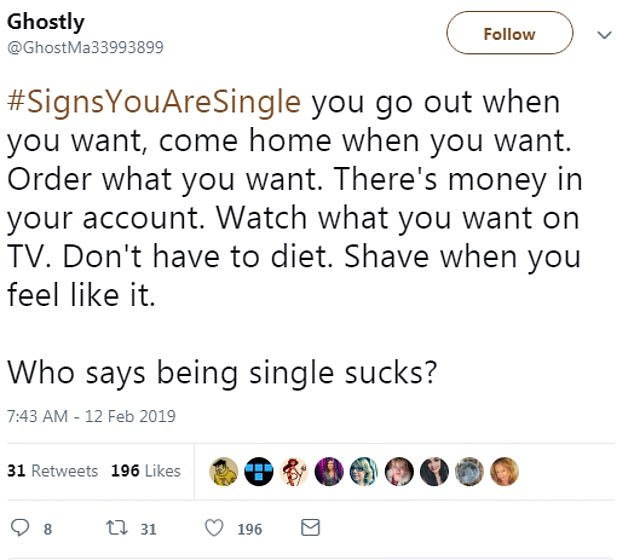 Ghostly
@GhostMa33993899
Follow
#SignsYouAreSingle you go out when
you want, come home when you want.
Order what you want. There's money in
your account. Watch what you want on
TV. Don't have to diet. Shave when you
feel like it.
Who says being single sucks?
7:43 AM - 12 Feb 2019
31 Retweets 196 Likes
8 31 196